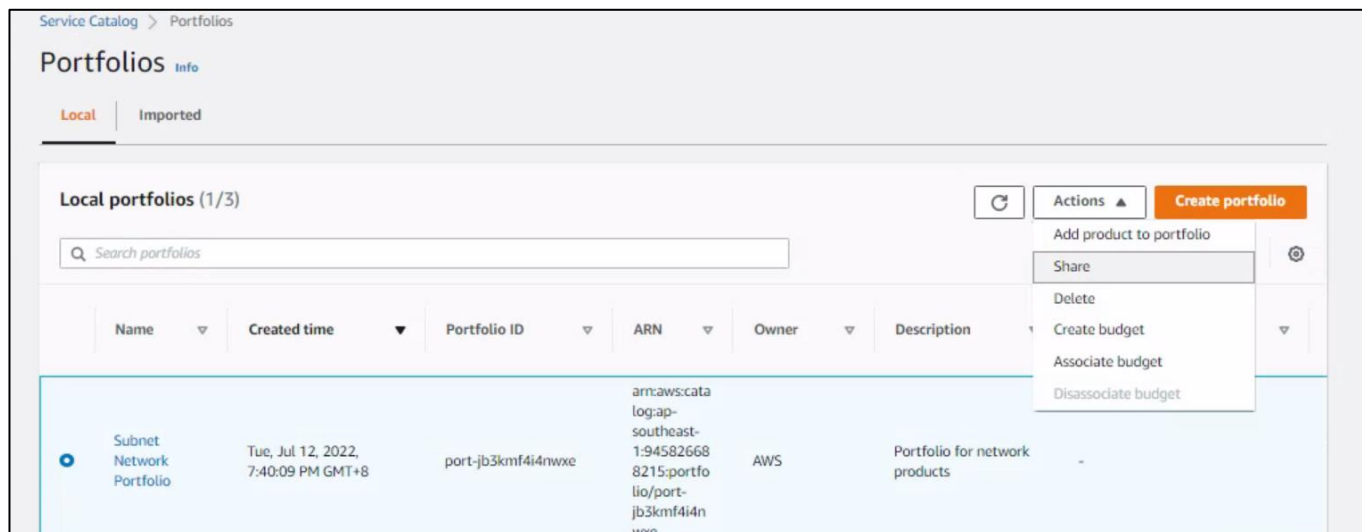 Service Catalog > Portfolios
Portfolios Info
Local Imported
Local portfolios (1/3)
Actions ▲ Create portfolio
Search portfolios
Add product to portfolio
Share
Delete
Create budget
Associate budget
Disassociate budget
Name Created time Portfolio ID ARN Owner Description
Subnet
Network
Portfolio
Tue, Jul 12, 2022,
7:40:09 PM GMT+8
port-jb3kmf4i4nwxe
arn:aws:cata
log:ap-
southeast-
1:94582668
8215:portfo
lio/port-
jb3kmf4i4n
wxe
AWS
Portfolio for network
products
-